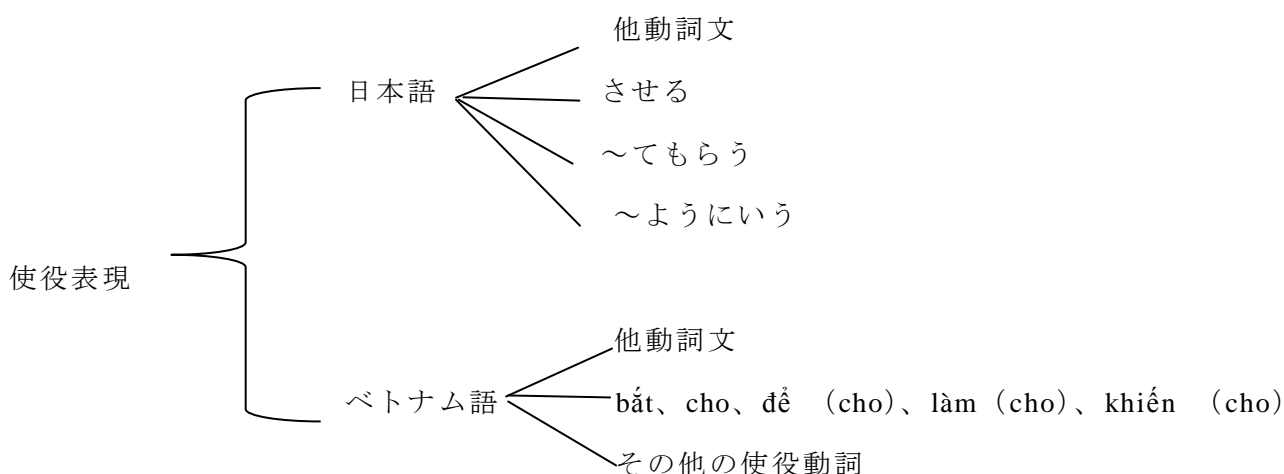 他動詞文
日本語
させる
～てもらう
～ようにいう
使役表現
他動詞文
ベトナム語
bắt、cho、để （cho）、làm（cho）、khiến （cho）
その他の使役動詞